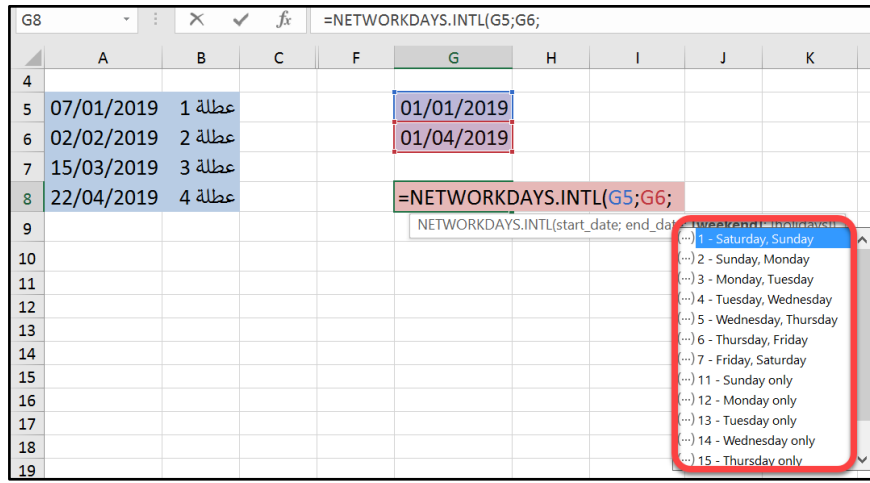 G8 fx =NETWORKDAYS.INTL(G5;G6;
A B C F G H I J K
4
5 07/01/2019 عطلة 1 01/01/2019
6 02/02/2019 عطلة 2 01/04/2019
7 15/03/2019 عطلة 3
8 22/04/2019 عطلة 4 =NETWORKDAYS.INTL(G5;G6;
9 NETWORKDAYS.INTL(start_date; end_date; [weekend]; [holidays])
(...) 1 - Saturday, Sunday
10 (...) 2 - Sunday, Monday
11 (...) 3 - Monday, Tuesday
12 (...) 4 - Tuesday, Wednesday
13 (...) 5 - Wednesday, Thursday
14 (...) 6 - Thursday, Friday
15 (...) 7 - Friday, Saturday
16 (...) 11 - Sunday only
(...) 12 - Monday only
17 (...) 13 - Tuesday only
18 (...) 14 - Wednesday only
19 (...) 15 - Thursday only